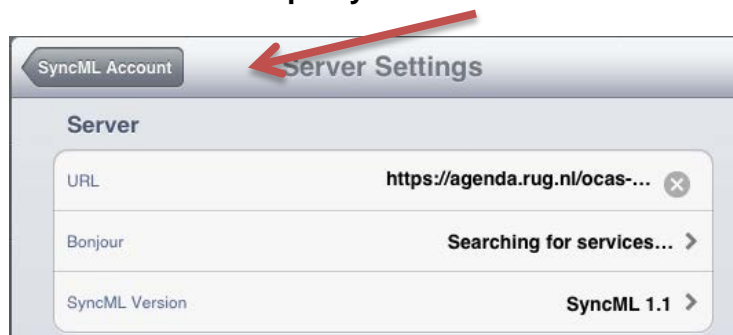 SyncML Account
Server Settings
Server
URL
https://agenda.rug.nl/ocas-...
Bonjour
Searching for services...
SyncML Version
SyncML 1.1